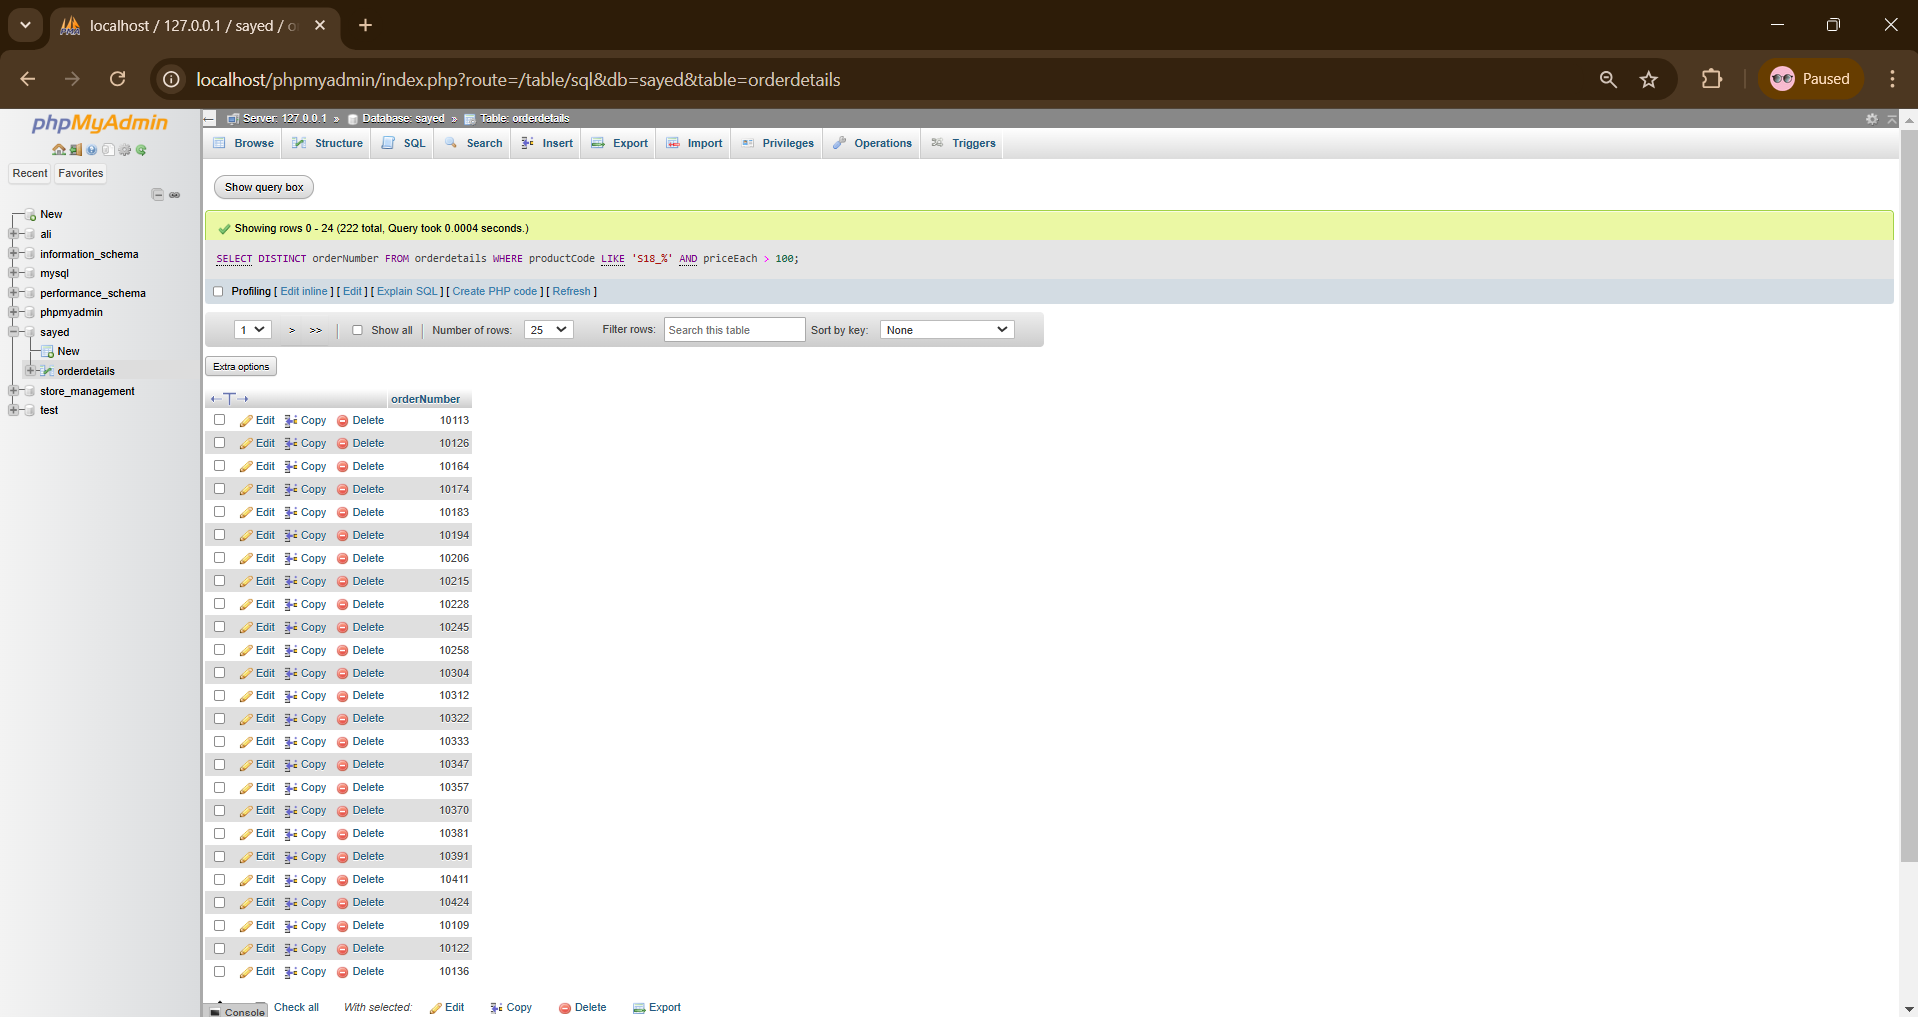 localhost / 127.0.0.1 / sayed / o
localhost/phpmyadmin/index.php?route=/table/sql&db=sayed&table=orderdetails
Paused
phpMyAdmin
Recent Favorites
New
ali
information_schema
mysql
performance_schema
phpmyadmin
sayed
New
orderdetails
store_management
test
Server: 127.0.0.1 » Database: sayed » Table: orderdetails
Browse Structure SQL Search Insert Export Import Privileges Operations Triggers
Show query box
Showing rows 0 - 24 (222 total, Query took 0.0004 seconds.)
SELECT DISTINCT orderNumber FROM orderdetails WHERE productCode LIKE 'S18_%' AND priceEach > 100;
Profiling [ Edit inline ] [ Edit ] [ Explain SQL ] [ Create PHP code ] [ Refresh ]
1 > >> | Show all | Number of rows: 25 Filter rows: Search this table Sort by key: None
Extra options
←T→ orderNumber
Edit Copy Delete 10113
Edit Copy Delete 10126
Edit Copy Delete 10164
Edit Copy Delete 10174
Edit Copy Delete 10183
Edit Copy Delete 10194
Edit Copy Delete 10206
Edit Copy Delete 10215
Edit Copy Delete 10228
Edit Copy Delete 10245
Edit Copy Delete 10258
Edit Copy Delete 10304
Edit Copy Delete 10312
Edit Copy Delete 10322
Edit Copy Delete 10333
Edit Copy Delete 10347
Edit Copy Delete 10357
Edit Copy Delete 10370
Edit Copy Delete 10381
Edit Copy Delete 10391
Edit Copy Delete 10411
Edit Copy Delete 10424
Edit Copy Delete 10109
Edit Copy Delete 10122
Edit Copy Delete 10136
Check all With selected: Edit Copy Delete Export
Console